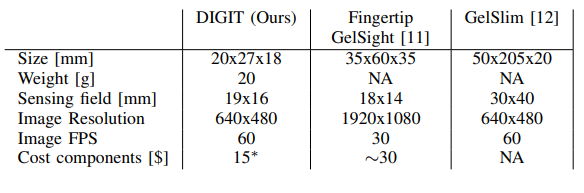 DIGIT (Ours) Fingertip GelSlim [12]
GelSight [11]
Size [mm] 20x27x18 35x60x35 50x205x20
Weight [g] 20 NA NA
Sensing field [mm] 19x16 18x14 30x40
Image Resolution 640x480 1920x1080 640x480
Image FPS 60 30 60
Cost components [$] 15* ~30 NA